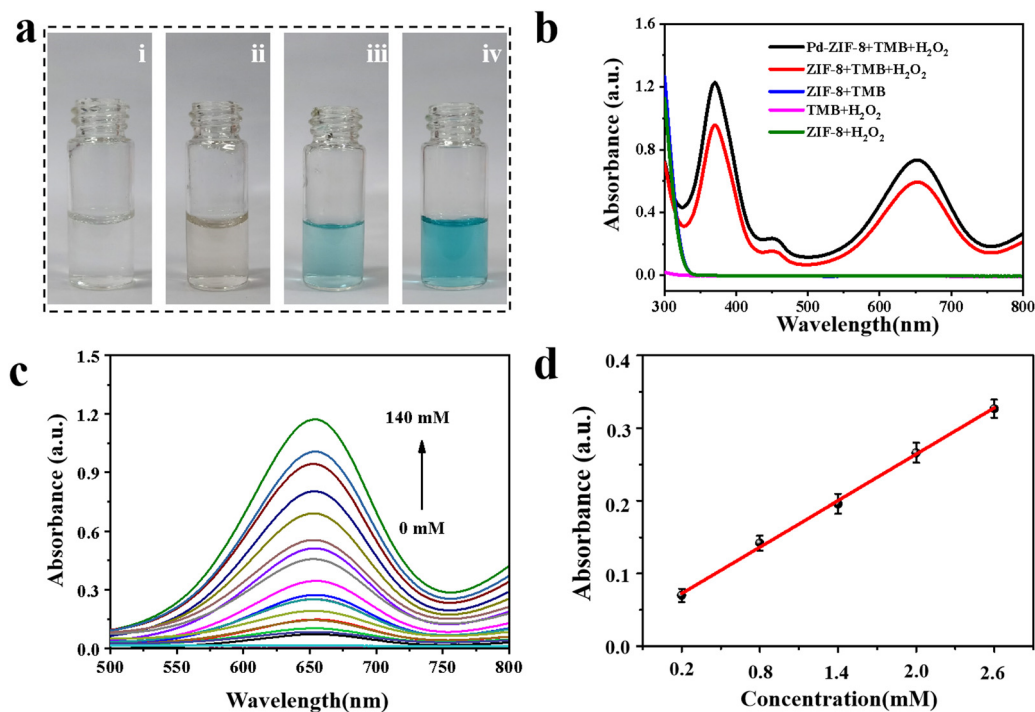 a
i ii iii iv
b
Absorbance (a.u.)
1.6
1.2
0.8
0.4
0.0
Pd-ZIF-8+TMB+H₂O₂
ZIF-8+TMB+H₂O₂
ZIF-8+TMB
TMB+H₂O₂
ZIF-8+H₂O₂
300 400 500 600 700 800
Wavelength(nm)
c
Absorbance (a.u.)
1.5
1.2
0.9
0.6
0.3
0.0
140 mM
0 mM
500 550 600 650 700 750 800
Wavelength(nm)
d
Absorbance (a.u.)
0.4
0.3
0.2
0.1
0.0
0.2 0.8 1.4 2.0 2.6
Concentration(mM)